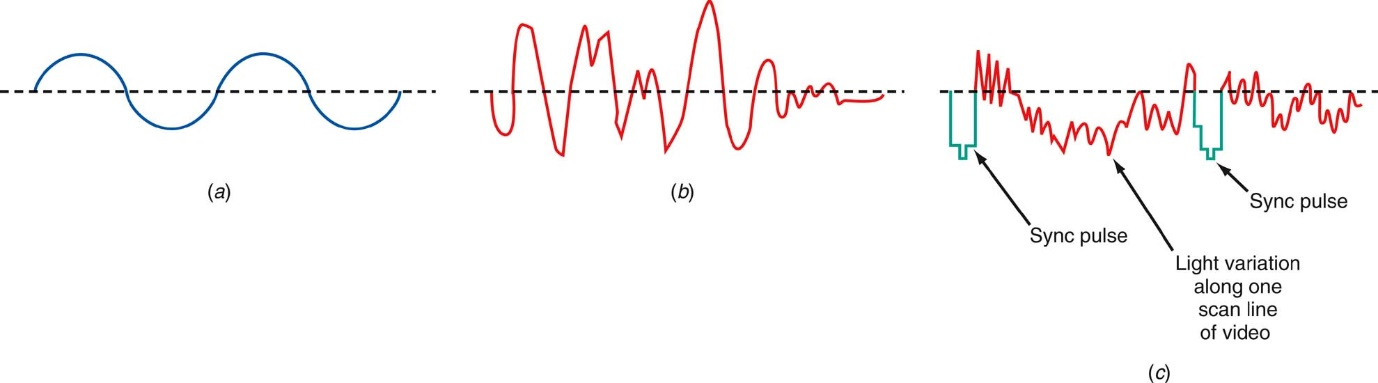 (a)
(b)
Sync pulse
Sync pulse
Light variation
along one
scan line
of video
(c)